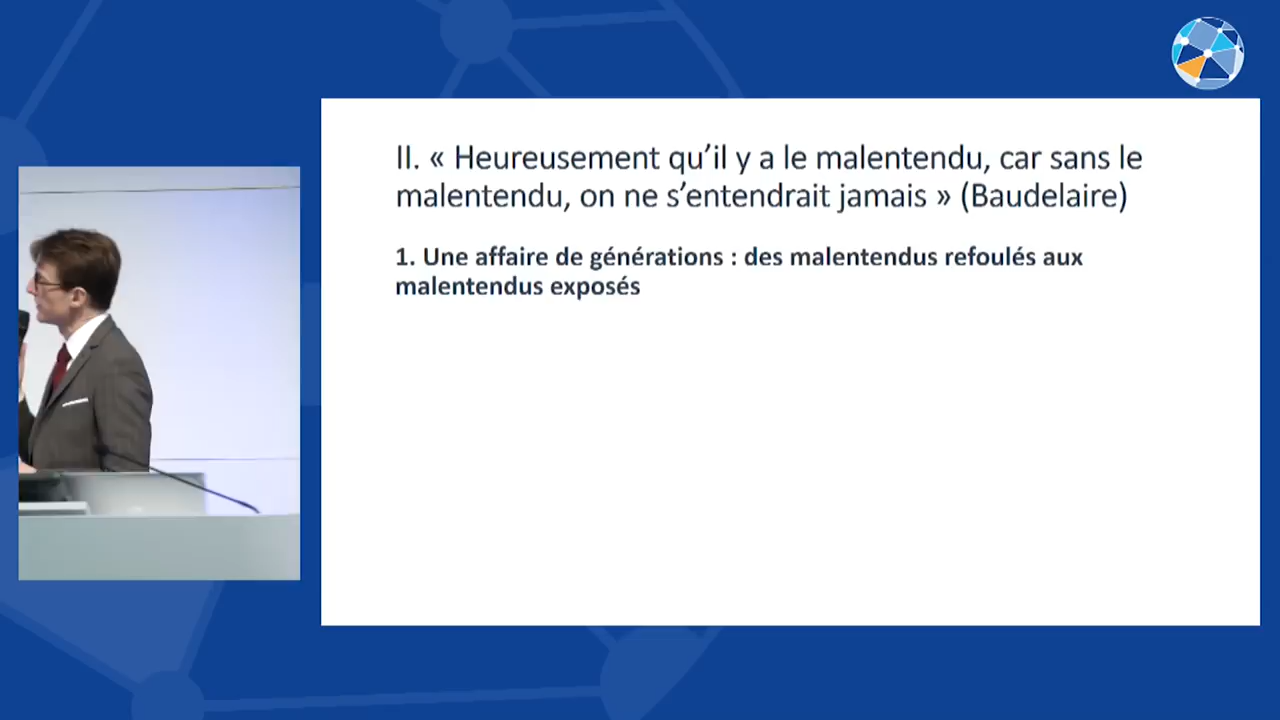 II. « Heureusement qu’il y a le malentendu, car sans le
malentendu, on ne s’entendrait jamais » (Baudelaire)
1. Une affaire de générations : des malentendus refoulés aux
malentendus exposés